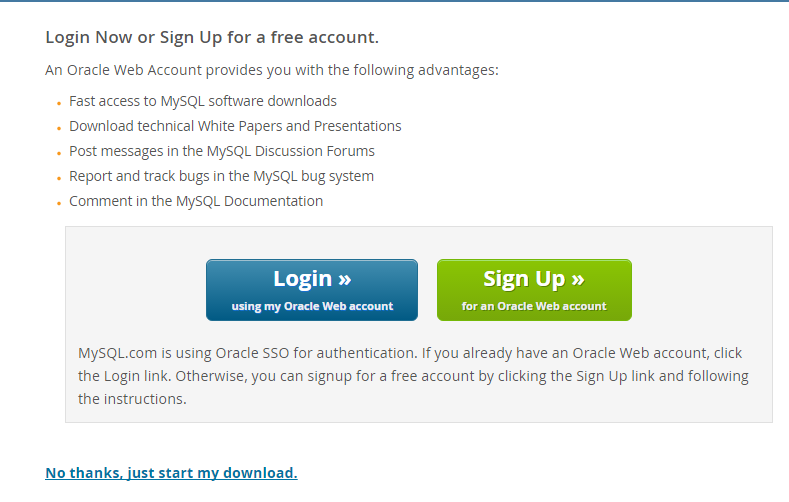 Login Now or Sign Up for a free account.
An Oracle Web Account provides you with the following advantages:
Fast access to MySQL software downloads
Download technical White Papers and Presentations
Post messages in the MySQL Discussion Forums
Report and track bugs in the MySQL bug system
Comment in the MySQL Documentation
Login »
using my Oracle Web account
Sign Up »
for an Oracle Web account
MySQL.com is using Oracle SSO for authentication. If you already have an Oracle Web account, click
the Login link. Otherwise, you can signup for a free account by clicking the Sign Up link and following
the instructions.
No thanks, just start my download.